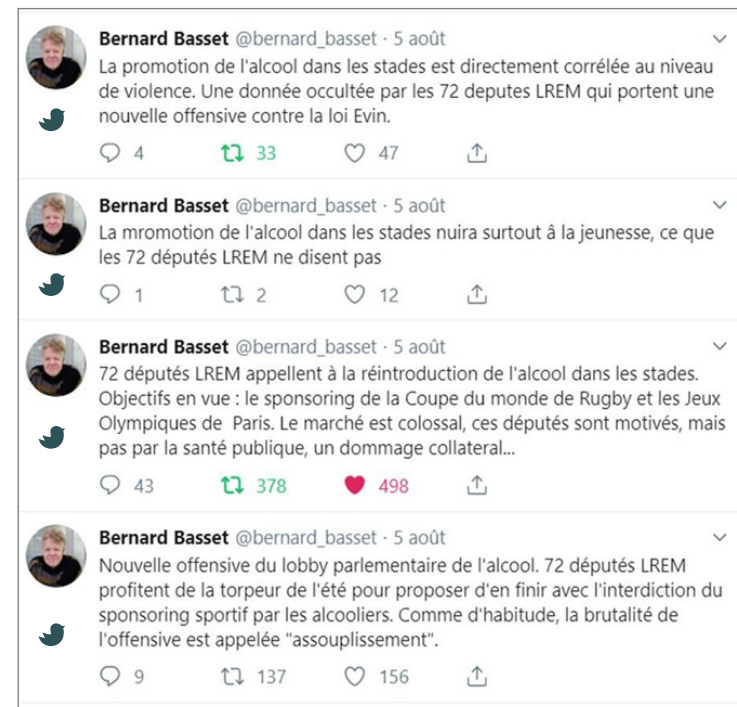 Bernard Basset @bernard_basset · 5 août
La promotion de l'alcool dans les stades est directement corrélée au niveau
de violence. Une donnée occultée par les 72 deputes LREM qui portent une
nouvelle offensive contre la loi Evin.
4 33 47
Bernard Basset @bernard_basset · 5 août
La mromotion de l'alcool dans les stades nuira surtout â la jeunesse, ce que
les 72 députés LREM ne disent pas
1 2 12
Bernard Basset @bernard_basset · 5 août
72 députés LREM appellent à la réintroduction de l'alcool dans les stades.
Objectifs en vue : le sponsoring de la Coupe du monde de Rugby et les Jeux
Olympiques de Paris. Le marché est colossal, ces députés sont motivés, mais
pas par la santé publique, un dommage collateral...
43 378 498
Bernard Basset @bernard_basset · 5 août
Nouvelle offensive du lobby parlementaire de l'alcool. 72 députés LREM
profitent de la torpeur de l'été pour proposer d'en finir avec l'interdiction du
sponsoring sportif par les alcooliers. Comme d'habitude, la brutalité de
l'offensive est appelée "assouplissement".
9 137 156